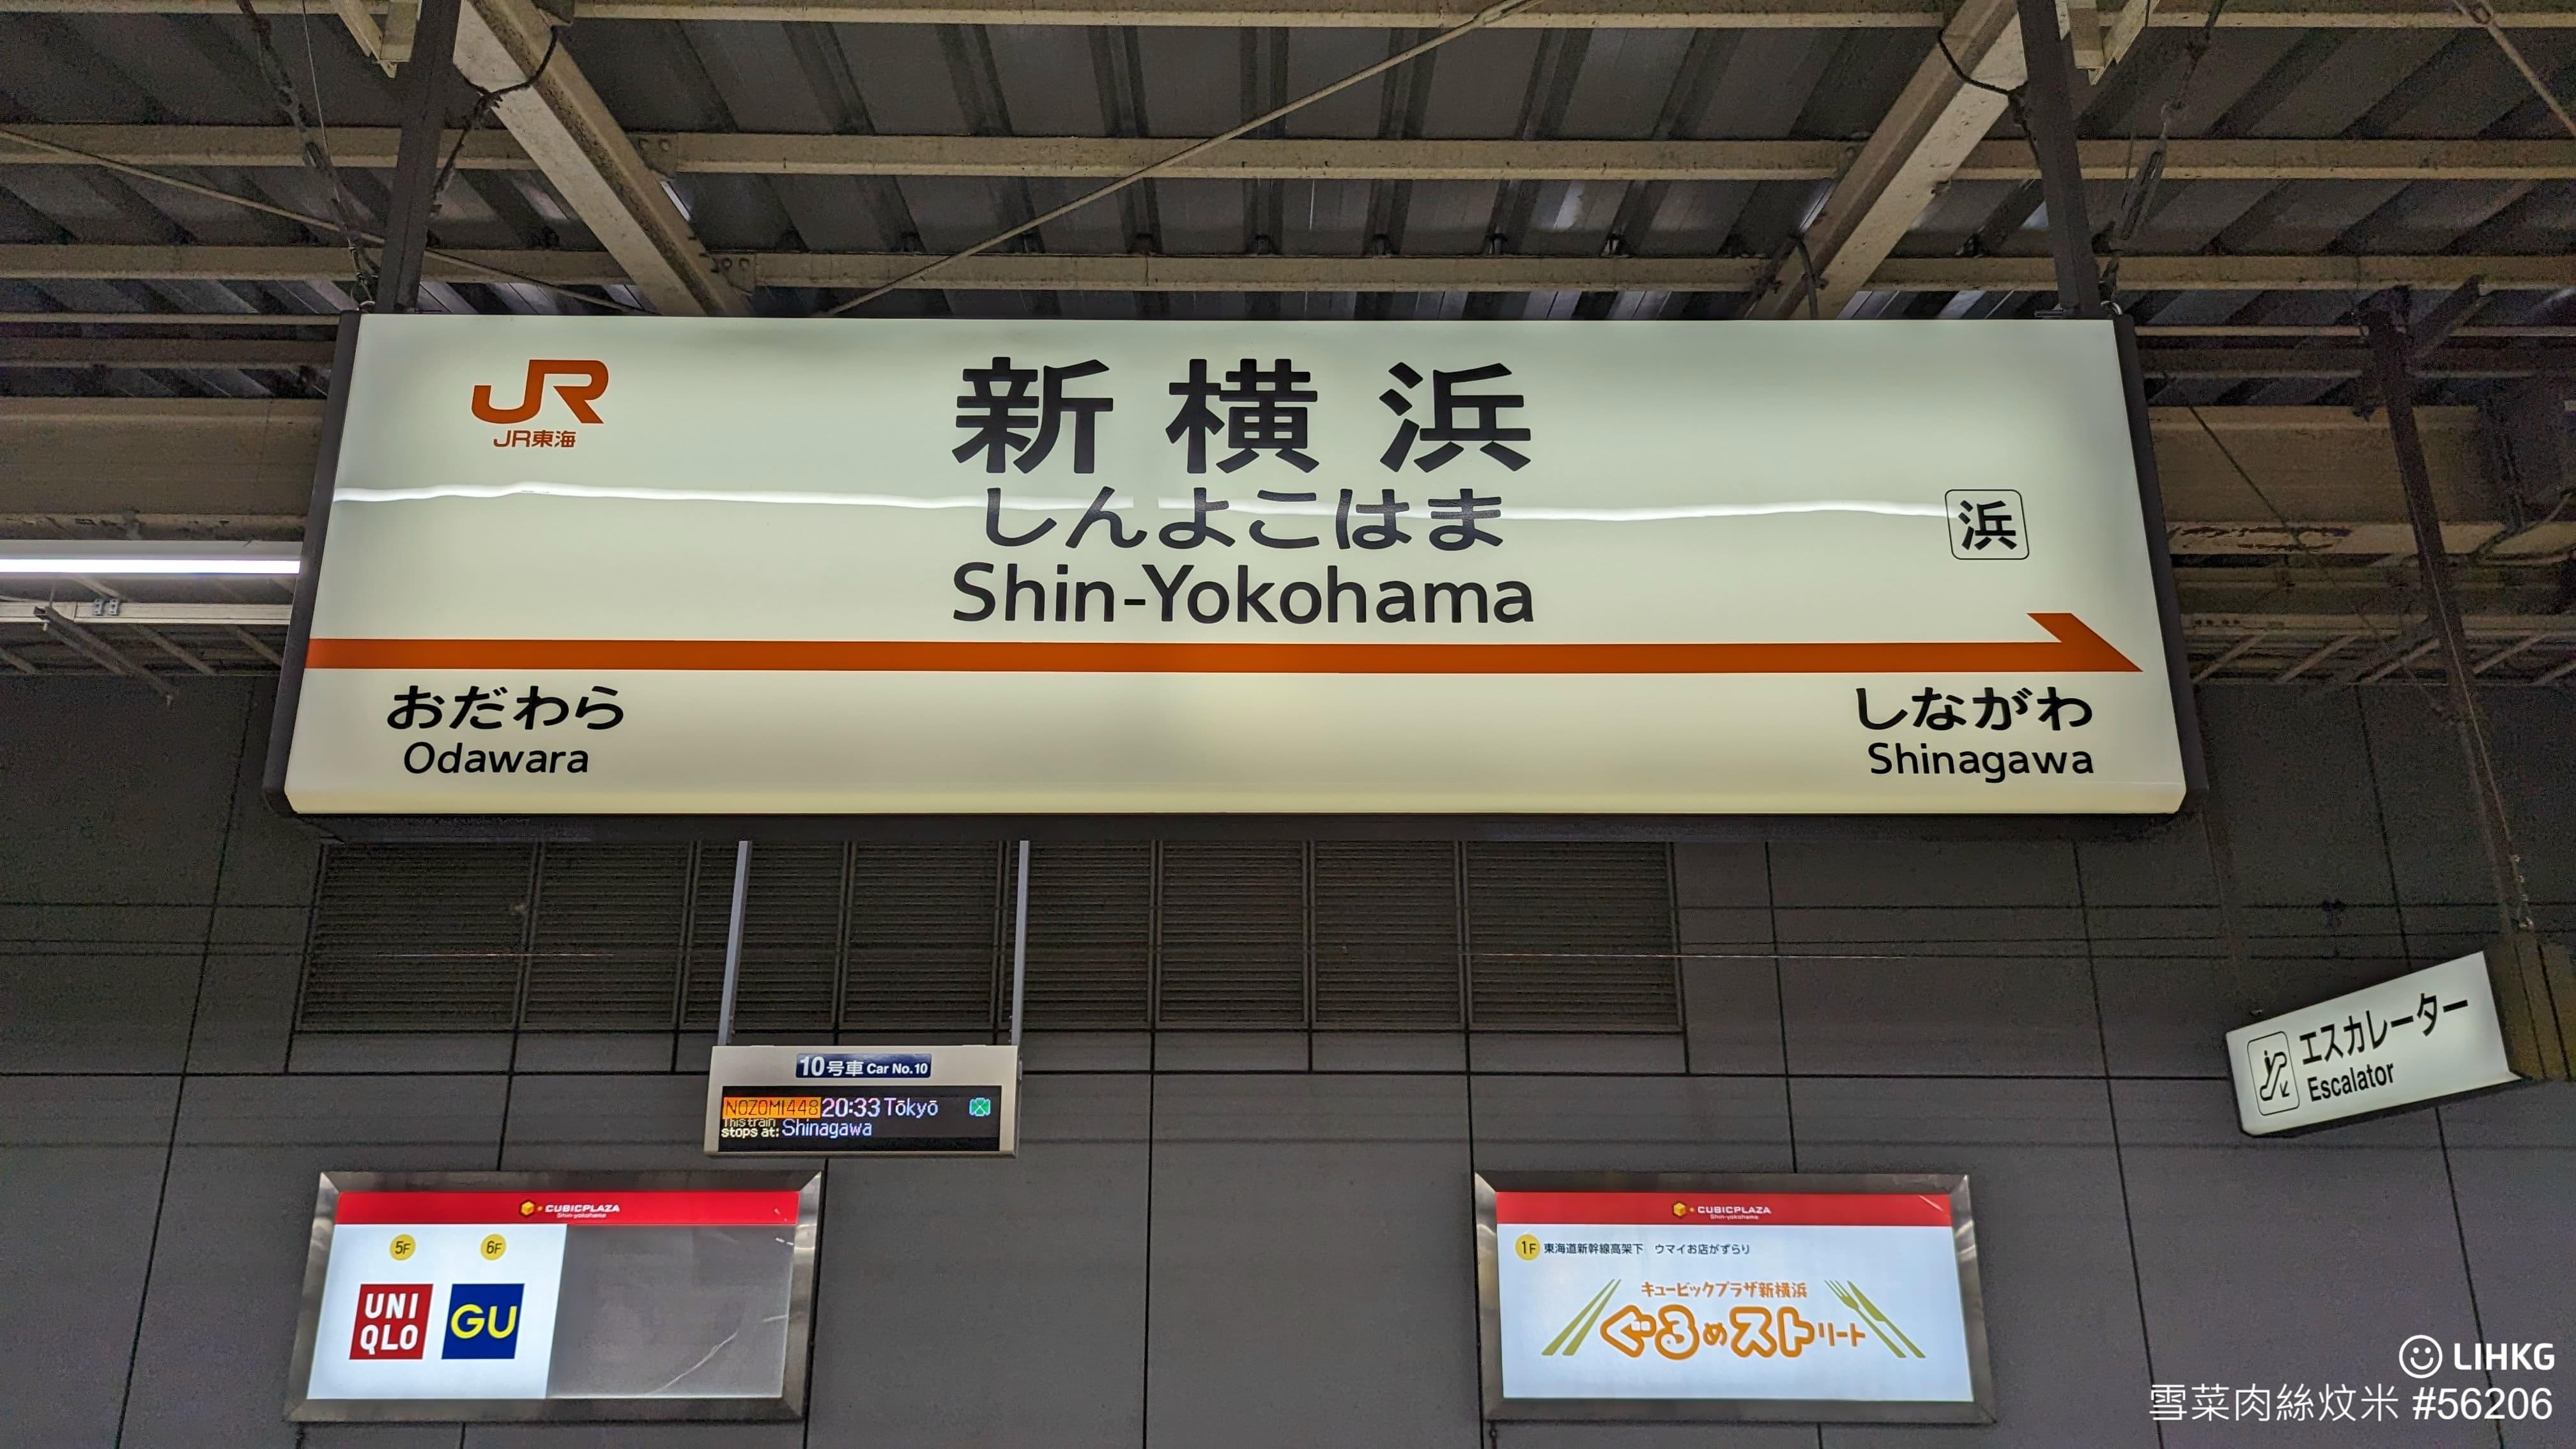 JR
JR東海
新横浜
しんよこはま
Shin-Yokohama
浜
おだわら
Odawara
しながわ
Shinagawa
10号車 Car No.10
NOZOMI448 20:33 Tōkyō
This train stops at: Shinagawa
エスカレーター
Escalator
CUBICPLAZA
Shin-yokohama
5F 6F
UNI
QLO
GU
CUBICPLAZA
Shin-yokohama
1F 東海道新幹線高架下 ウマイお店がずらり
キュービックプラザ新横浜
ぐるめストリート
LIHKG
雪菜肉絲炆米 #56206